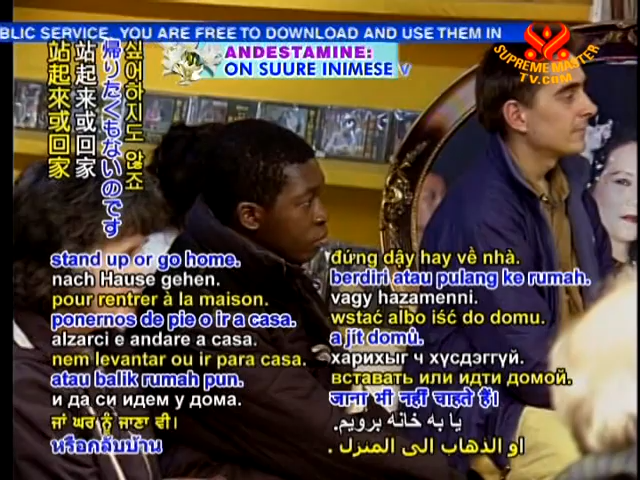 BLIC SERVICE. YOU ARE FREE TO DOWNLOAD AND USE THEM IN
ANDESTAMINE:
ON SUURE INIMESE V
SUPREME MASTER
TV.COM
싶어하지도 않죠
帰りたくもないのです
站起来或回家
站起來或回家
stand up or go home.
nach Hause gehen.
pour rentrer à la maison.
ponernos de pie o ir a casa.
alzarci e andare a casa.
nem levantar ou ir para casa.
atau balik rumah pun.
и да си идем у дома.
ਜਾਂ ਘਰ ਨੂੰ ਜਾਣਾ ਵੀ।
หรือกลับบ้าน
đứng dậy hay về nhà.
berdiri atau pulang ke rumah.
vagy hazamenni.
wstać albo iść do domu.
a jít domů.
харихыг ч хүсдэггүй.
вставать или идти домой.
जाना भी नहीं चाहते हैं।
یا به خانه برویم.
او الذهاب الى المنزل.